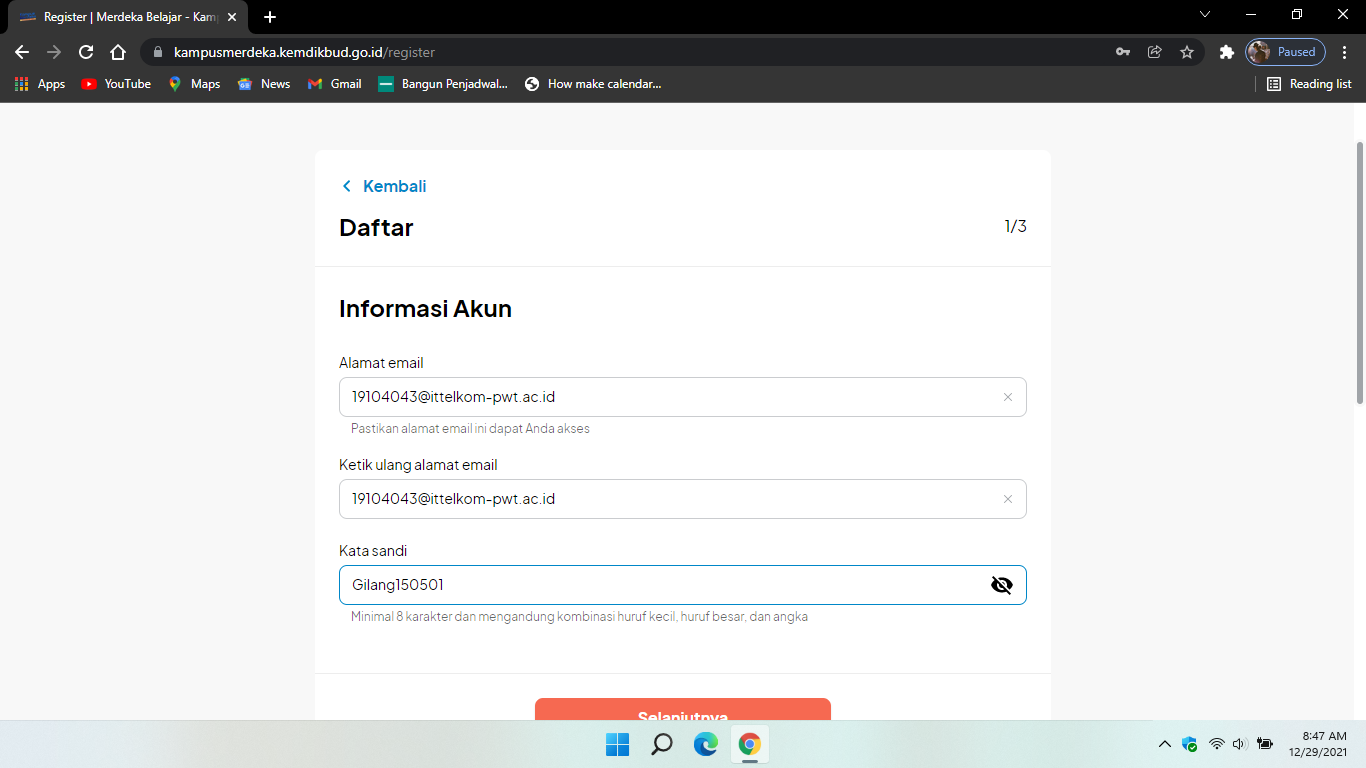 Register | Merdeka Belajar - Kam
kampusmerdeka.kemdikbud.go.id/register
Paused
Apps
YouTube
Maps
News
Gmail
Bangun Penjadwal...
How make calendar...
Reading list
Kembali
Daftar
1/3
Informasi Akun
Alamat email
19104043@ittelkom-pwt.ac.id
Pastikan alamat email ini dapat Anda akses
Ketik ulang alamat email
19104043@ittelkom-pwt.ac.id
Kata sandi
Gilang150501
Minimal 8 karakter dan mengandung kombinasi huruf kecil, huruf besar, dan angka
Selanjutnya
8:47 AM
12/29/2021